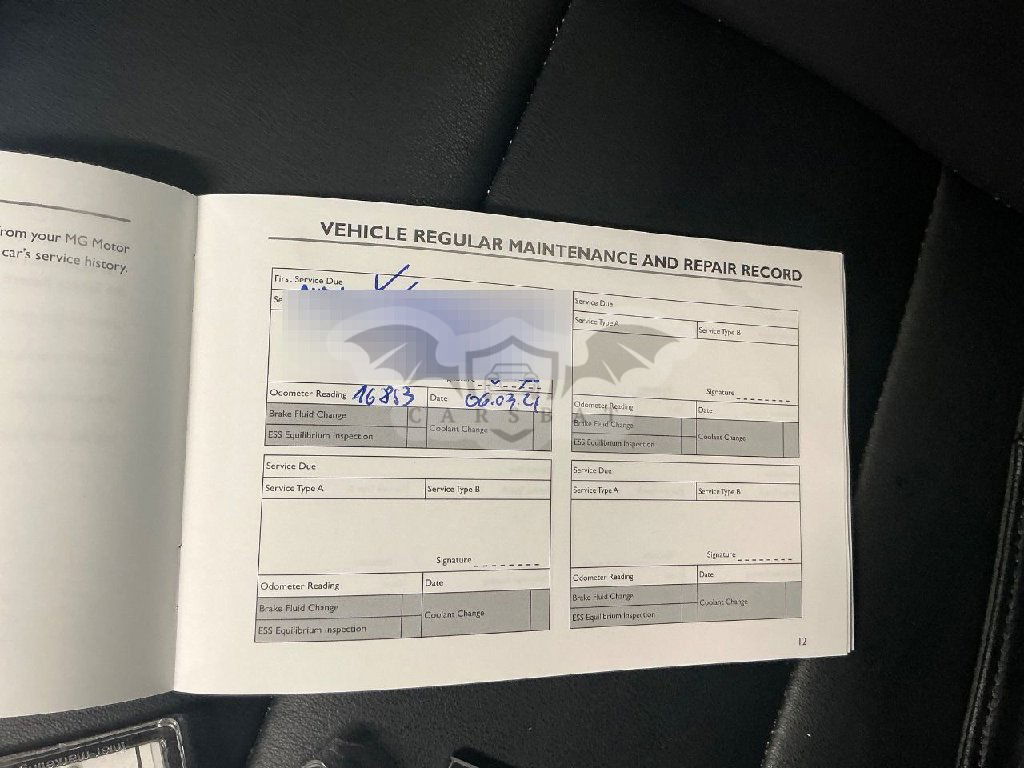 rom your MG Motor
car's service history.
VEHICLE REGULAR MAINTENANCE AND REPAIR RECORD
First Service Due ✓
Se
Odometer Reading 16853 Date 06.03.21
Brake Fluid Change
Coolant Change
ESS Equilibrium Inspection
Service Due
Service Type A Service Type B
Signature
Odometer Reading Date
Brake Fluid Change
Coolant Change
ESS Equilibrium Inspection
Service Due
Service Type A Service Type B
Signature
Odometer Reading Date
Brake Fluid Change
Coolant Change
ESS Equilibrium Inspection
Service Due
Service Type A Service Type B
Signature
Odometer Reading Date
Brake Fluid Change
Coolant Change
ESS Equilibrium Inspection
12
CARSBA